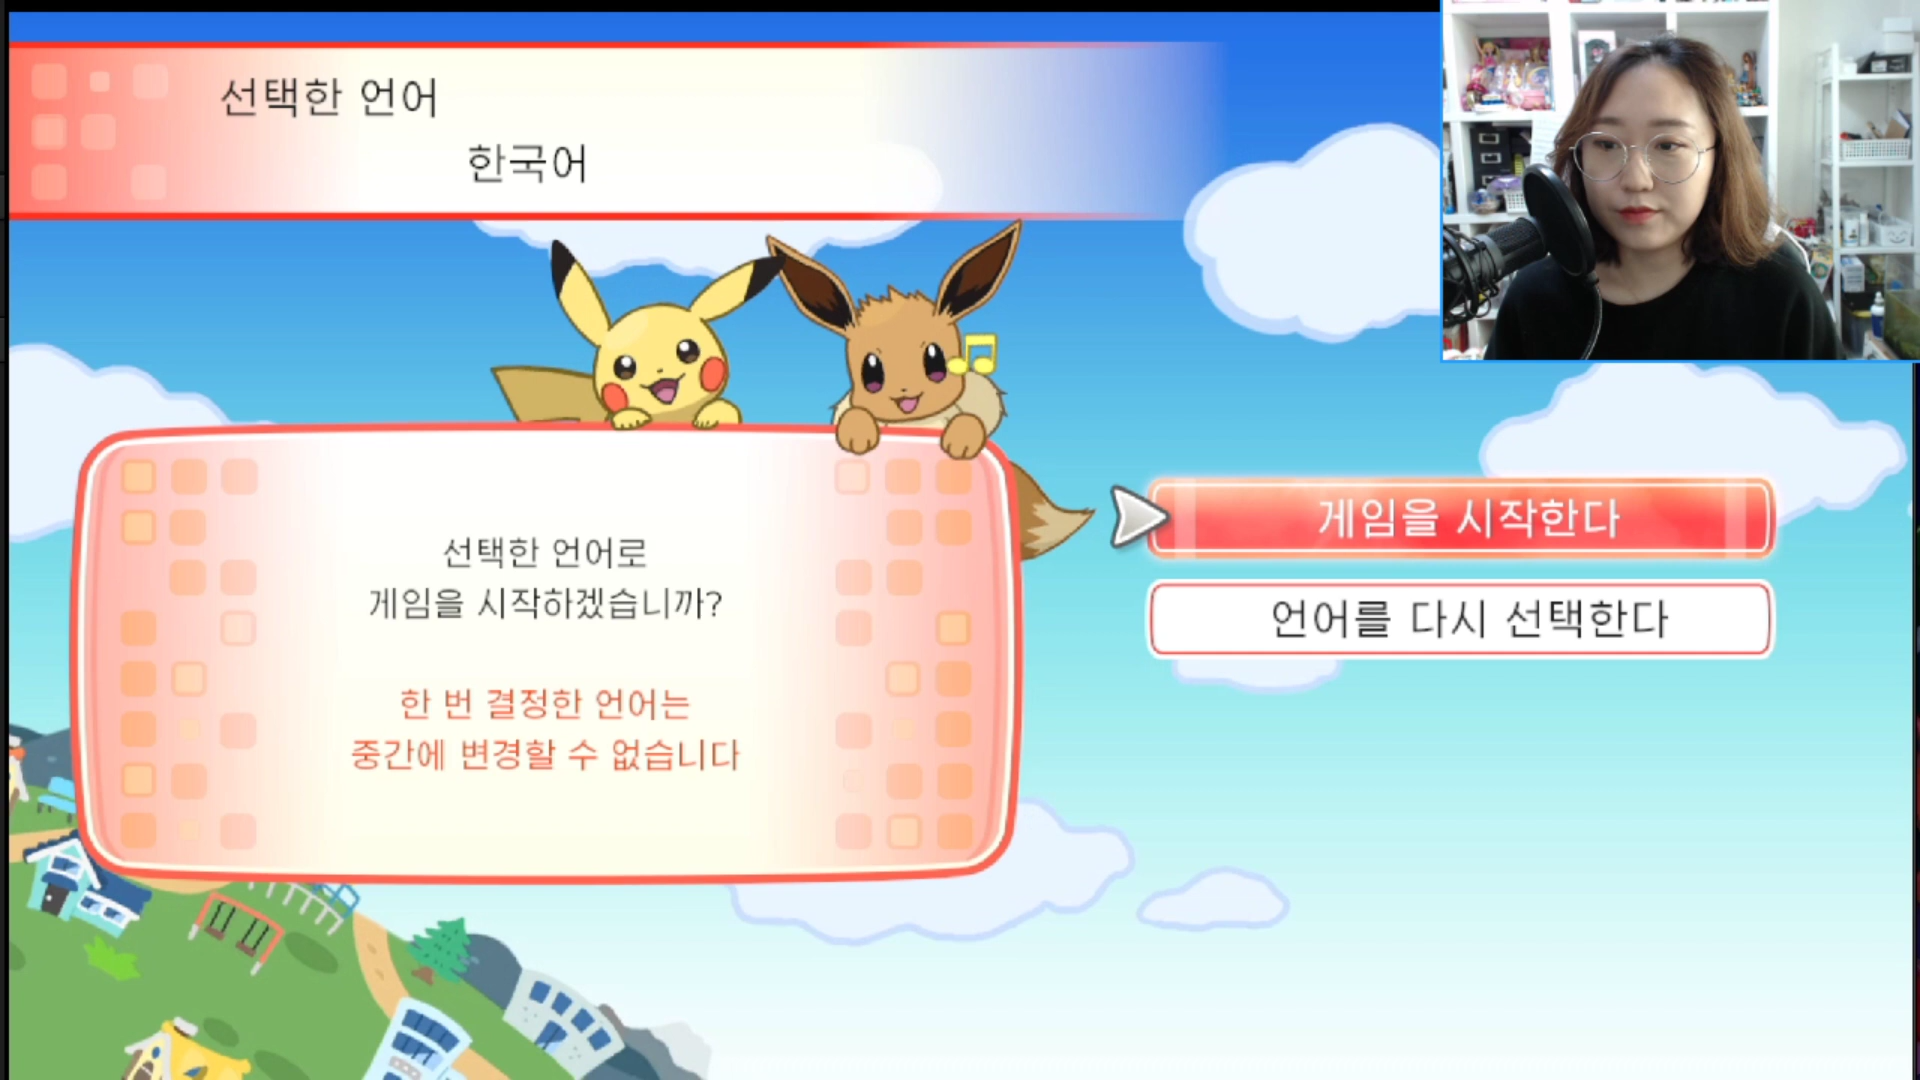 선택한 언어
한국어
선택한 언어로
게임을 시작하겠습니까?
한 번 결정한 언어는
중간에 변경할 수 없습니다
게임을 시작한다
언어를 다시 선택한다